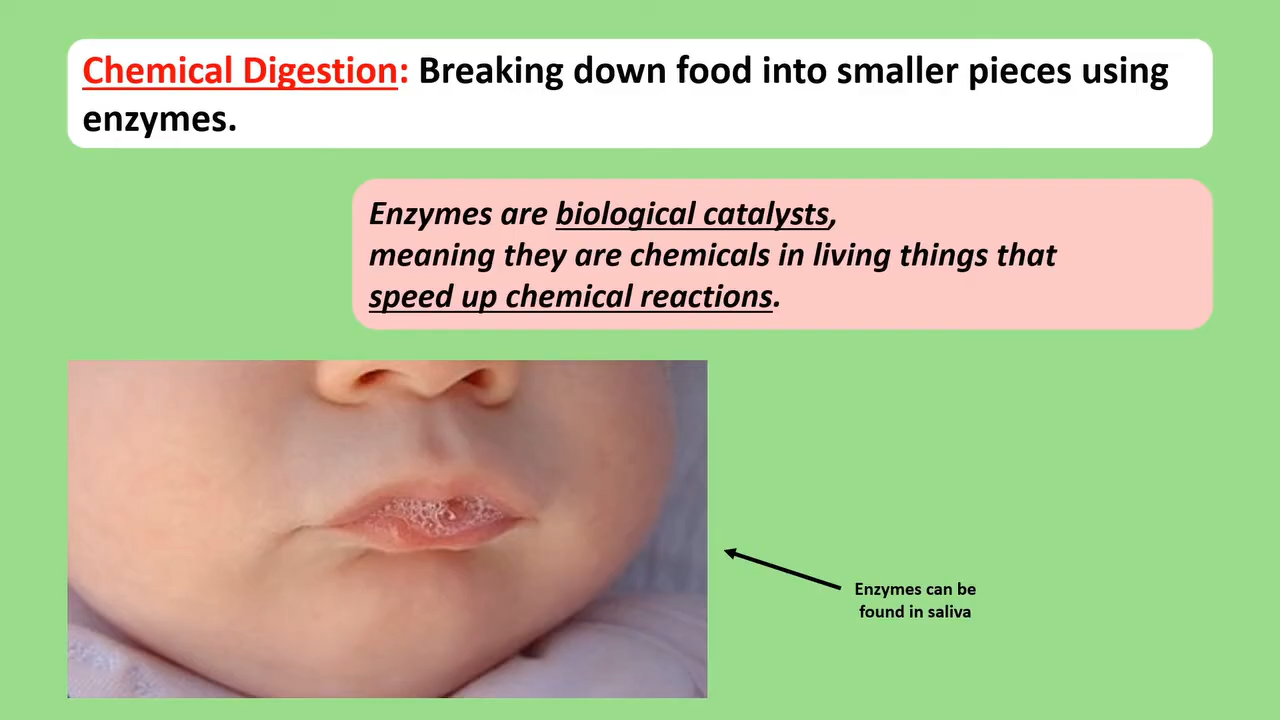 Chemical Digestion: Breaking down food into smaller pieces using
enzymes.
Enzymes are biological catalysts,
meaning they are chemicals in living things that
speed up chemical reactions.
Enzymes can be
found in saliva